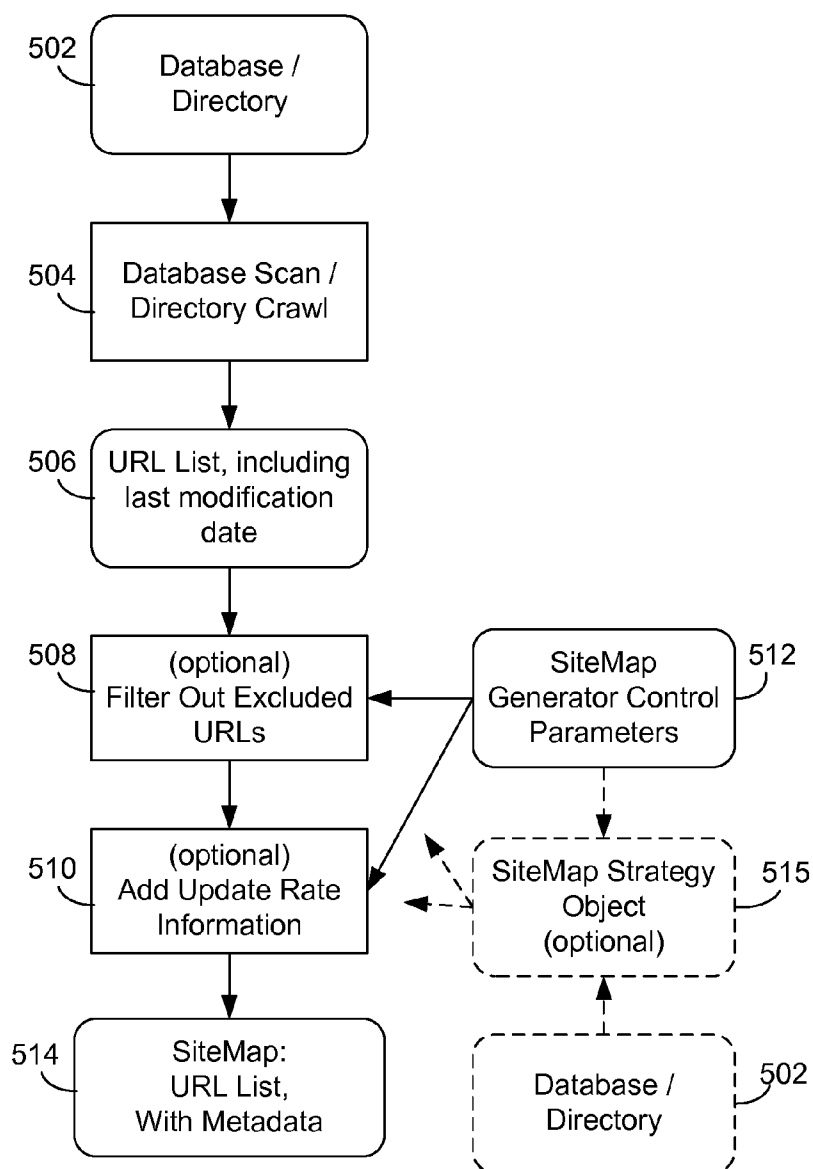 502
Database /
Directory
504
Database Scan /
Directory Crawl
506
URL List, including
last modification
date
508
(optional)
Filter Out Excluded
URLs
SiteMap
Generator Control
Parameters
512
510
(optional)
Add Update Rate
Information
SiteMap Strategy
Object
(optional)
515
514
SiteMap:
URL List,
With Metadata
Database /
Directory
502